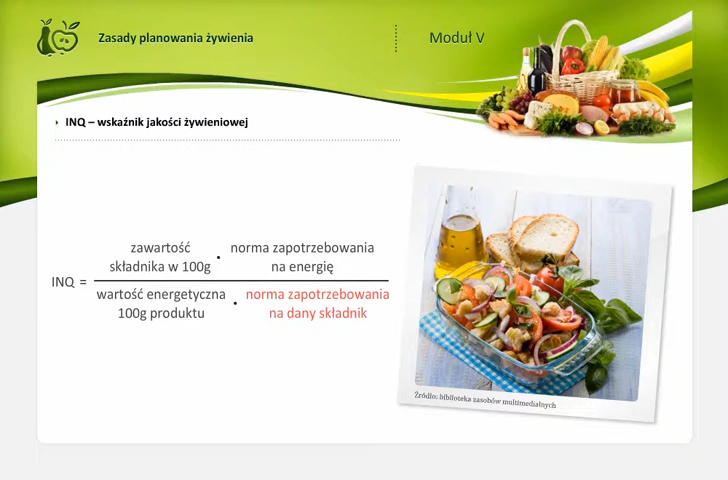 Zasady planowania żywienia
Moduł V
INQ – wskaźnik jakości żywieniowej
zawartość składnika w 100g • norma zapotrzebowania na energię
INQ =
wartość energetyczna 100g produktu • norma zapotrzebowania na dany składnik
Źródło: biblioteka zasobów multimedialnych